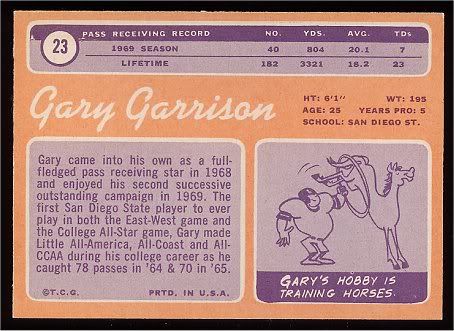 23
PASS RECEIVING RECORD NO. YDS. AVG. TDs
1969 SEASON 40 804 20.1 7
LIFETIME 182 3321 18.2 23
Gary Garrison
HT: 6'1" WT: 195
AGE: 25 YEARS PRO: 5
SCHOOL: SAN DIEGO ST.
Gary came into his own as a full-
fledged pass receiving star in 1968
and enjoyed his second successive
outstanding campaign in 1969. The
first San Diego State player to ever
play in both the East-West game and
the College All-Star game, Gary made
Little All-America, All-Coast and All-
CCAA during his college career as he
caught 78 passes in '64 & 70 in '65.
©T.C.G. PRTD. IN U.S.A.
GARY'S HOBBY IS
TRAINING HORSES.